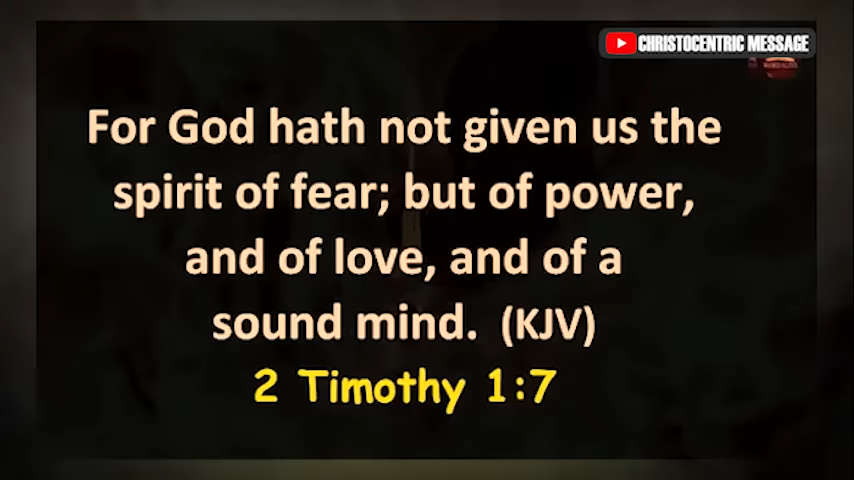 CHRISTOCENTRIC MESSAGE
For God hath not given us the
spirit of fear; but of power,
and of love, and of a
sound mind. (KJV)
2 Timothy 1:7